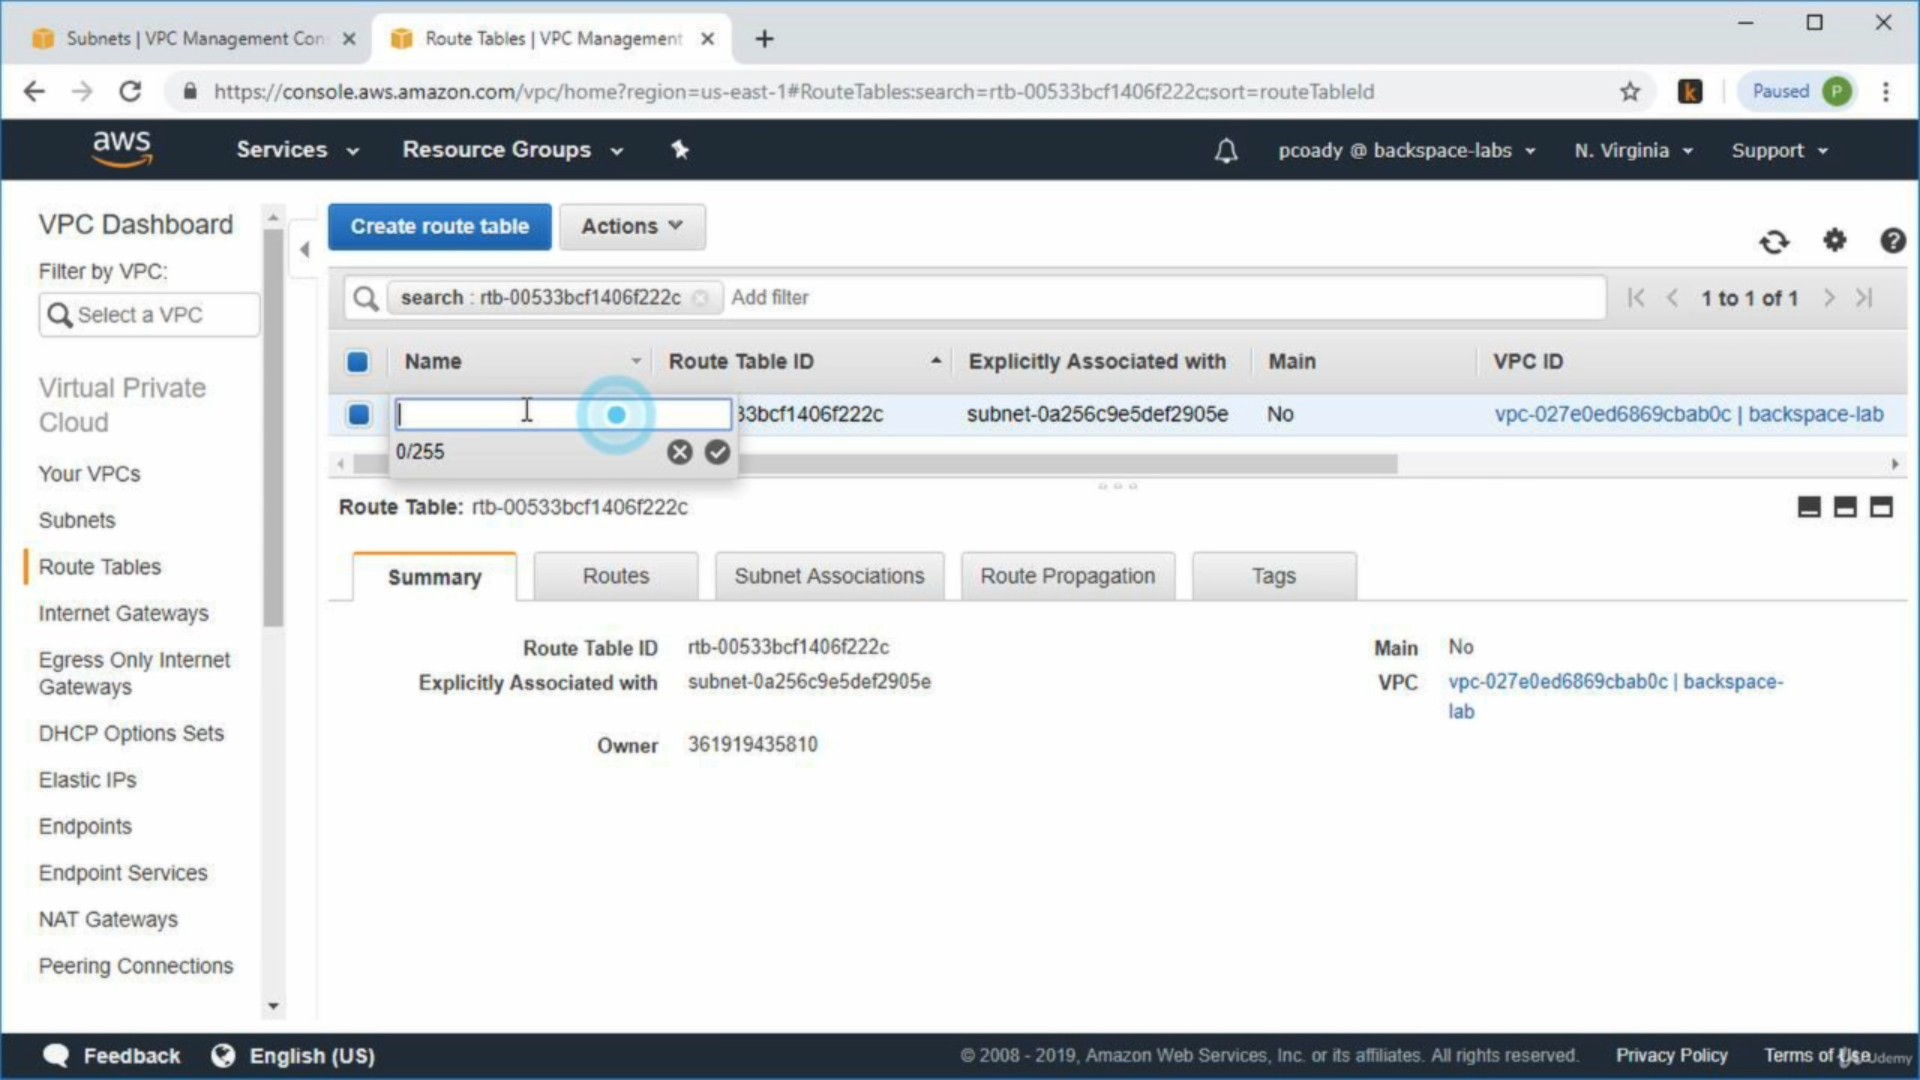 Subnets | VPC Management Con
Route Tables | VPC Management
https://console.aws.amazon.com/vpc/home?region=us-east-1#RouteTables:search=rtb-00533bcf1406f222c;sort=routeTableId
k
Paused P
aws
Services
Resource Groups
pcoady @ backspace-labs
N. Virginia
Support
VPC Dashboard
Filter by VPC:
Select a VPC
Virtual Private
Cloud
Your VPCs
Subnets
Route Tables
Internet Gateways
Egress Only Internet
Gateways
DHCP Options Sets
Elastic IPs
Endpoints
Endpoint Services
NAT Gateways
Peering Connections
Create route table
Actions
search : rtb-00533bcf1406f222c
Add filter
1 to 1 of 1
Name Route Table ID Explicitly Associated with Main VPC ID
33bcf1406f222c subnet-0a256c9e5def2905e No vpc-027e0ed6869cbab0c | backspace-lab
0/255
Route Table: rtb-00533bcf1406f222c
Summary Routes Subnet Associations Route Propagation Tags
Route Table ID rtb-00533bcf1406f222c
Main No
Explicitly Associated with subnet-0a256c9e5def2905e
VPC vpc-027e0ed6869cbab0c | backspace-
lab
Owner 361919435810
Feedback
English (US)
© 2008 - 2019, Amazon Web Services, Inc. or its affiliates. All rights reserved.
Privacy Policy
Terms of Use
Udemy